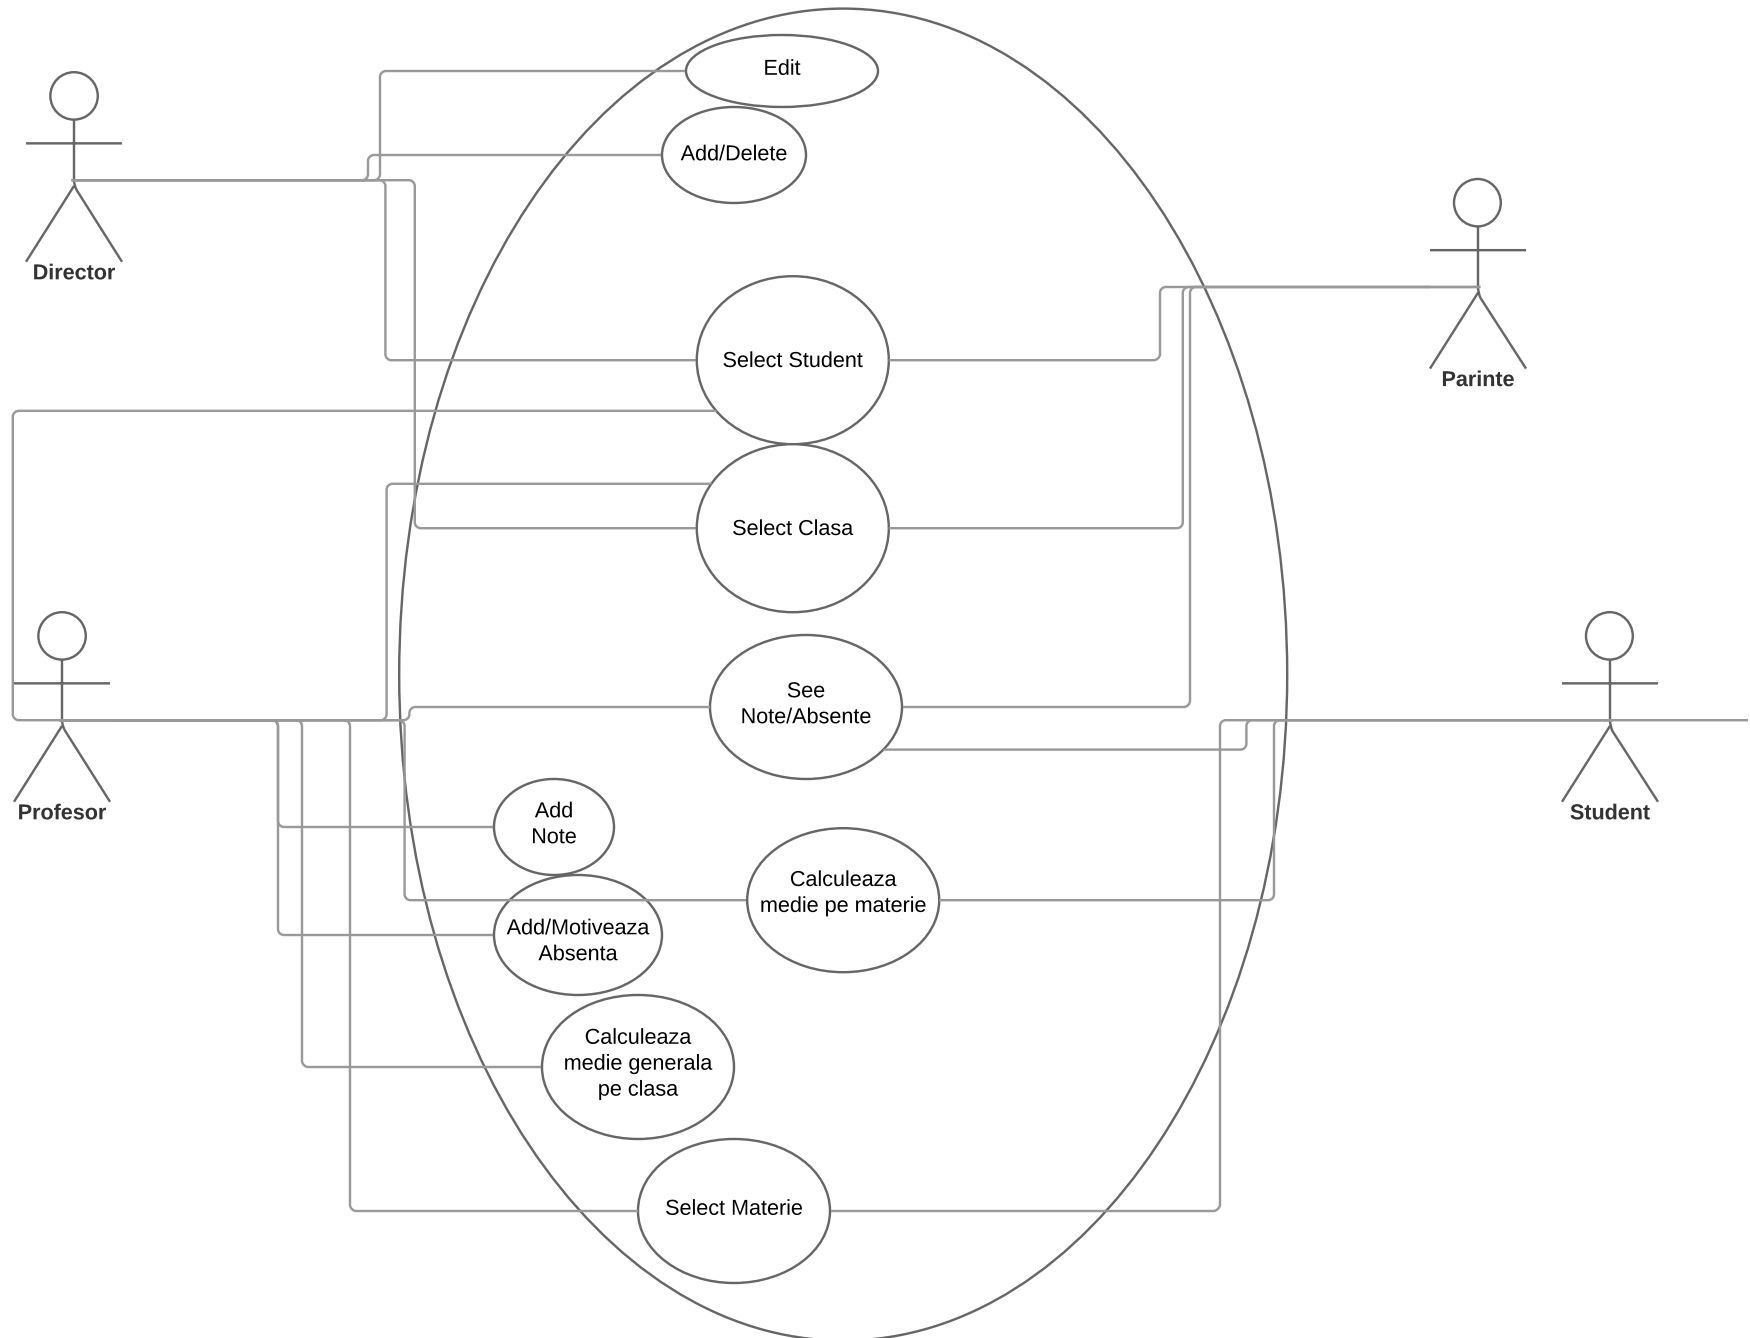 Edit
Add/Delete
Director
Select Student
Parinte
Select Clasa
See
Note/Absente
Profesor
Student
Add
Note
Calculeaza
medie pe materie
Add/Motiveaza
Absenta
Calculeaza
medie generala
pe clasa
Select Materie